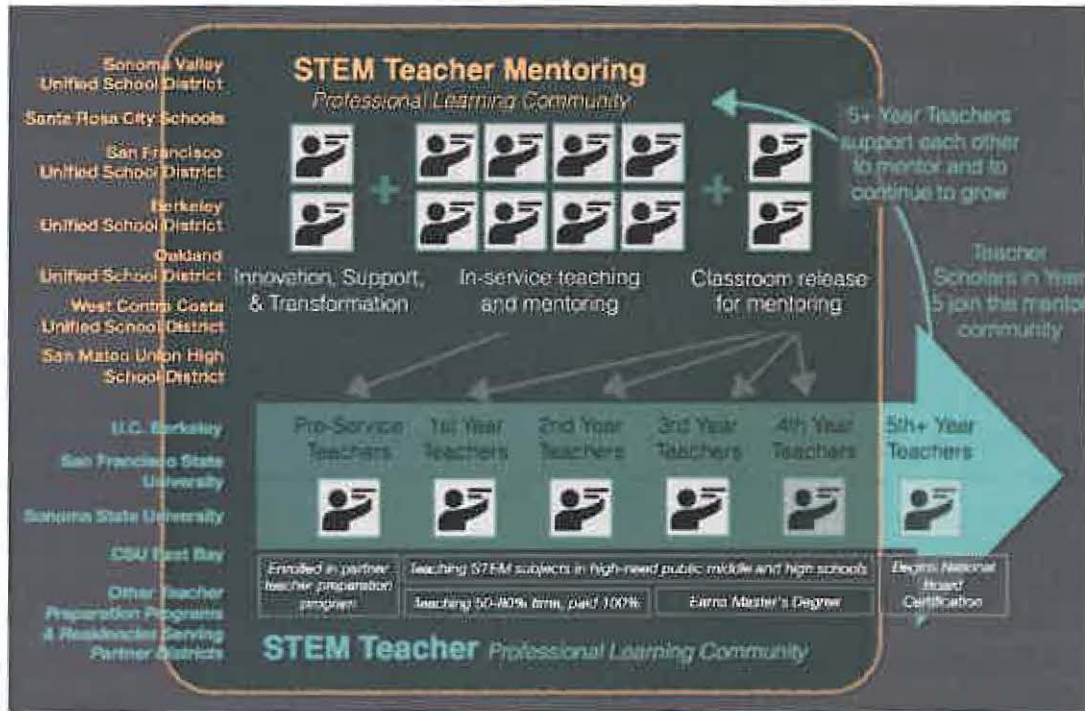 Sonoma Valley
Unified School District
Santa Rosa City Schools
San Francisco
Unified School District
Berkeley
Unified School District
Oakland
Unified School District
West Contra Costa
Unified School District
San Mateo Union High
School District
U.C. Berkeley
San Francisco State
University
Sonoma State University
CSU East Bay
Other Teacher
Preparation Programs
& Residencies Serving
Partner Districts
STEM Teacher Mentoring
Professional Learning Community
Innovation, Support,
& Transformation
In-service teaching
and mentoring
Classroom release
for mentoring
5+ Year Teachers
support each other
to mentor and to
continue to grow
Teacher
Scholars in Year
5 join the mentor
community
Pre-Service
Teachers
1st Year
Teachers
2nd Year
Teachers
3rd Year
Teachers
4th Year
Teachers
5th+ Year
Teachers
Enrolled in partner
teacher preparation
program
Teaching STEM subjects in high-need public middle and high schools
Teaching 50-80% time, paid 100%
Earns Master's Degree
Begins National
Board
Certification
STEM Teacher Professional Learning Community